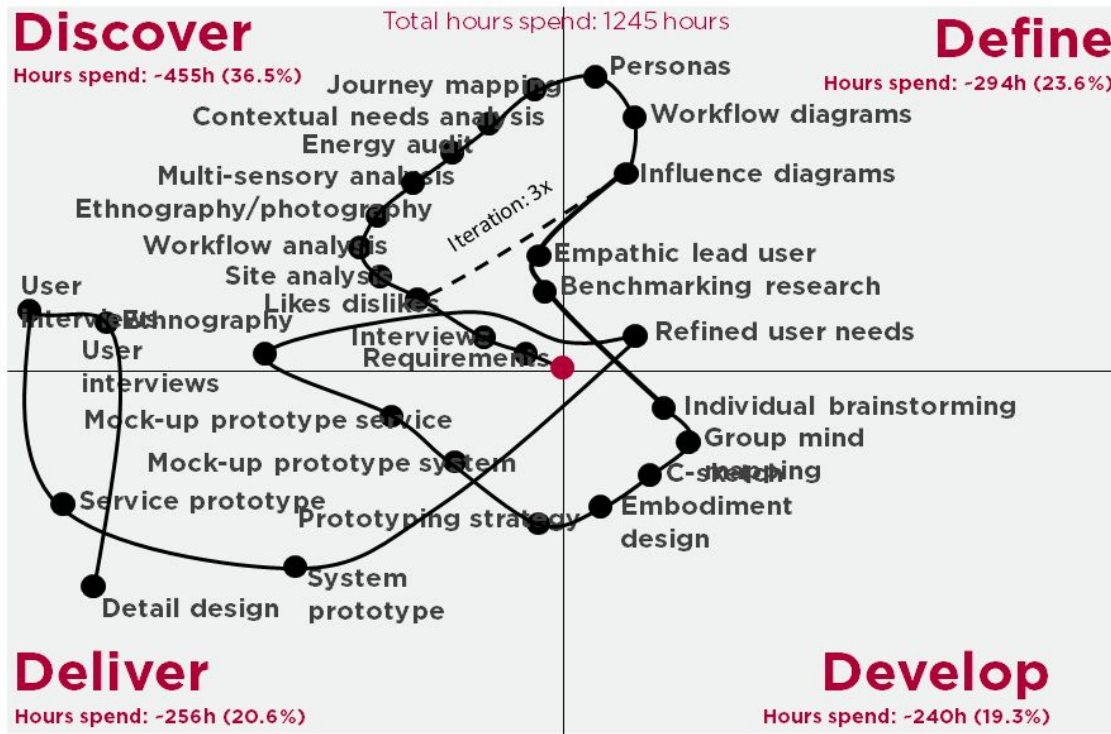 Discover
Total hours spend: 1245 hours
Define
Hours spend: ~455h (36.5%)
Hours spend: ~294h (23.6%)
Personas
Journey mapping
Contextual needs analysis
Workflow diagrams
Energy audit
Multi-sensory analysis
Influence diagrams
Ethnography/photography
Iteration: 3x
Workflow analysis
Empathic lead user
Site analysis
Benchmarking research
Likes dislikes
User
interviews
Ethnography
Interviews
Refined user needs
User
interviews
Requirements
Individual brainstorming
Mock-up prototype service
Group mind
mapping
Mock-up prototype system
C-sketch
Service prototype
Prototyping strategy
Embodiment
design
System
prototype
Detail design
Deliver
Develop
Hours spend: ~256h (20.6%)
Hours spend: ~240h (19.3%)